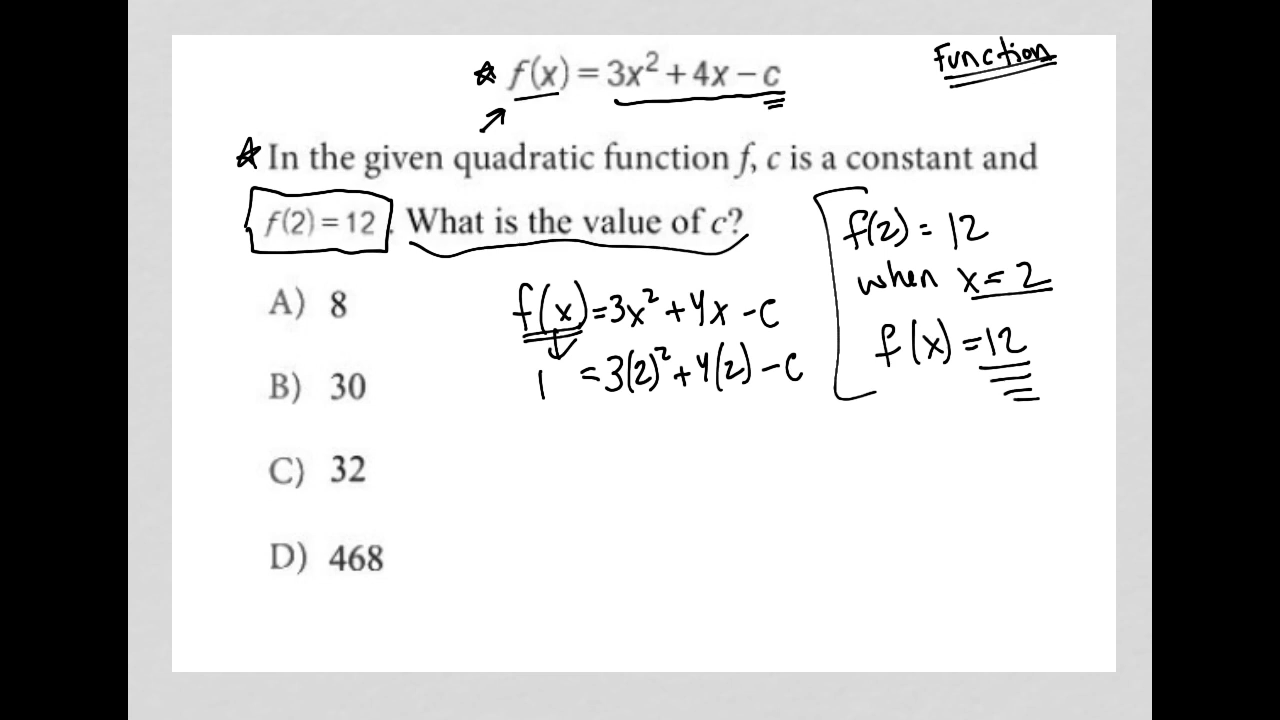 Function
☆ f(x) = 3x² + 4x − c
☆ In the given quadratic function f, c is a constant and
f(2) = 12. What is the value of c?
A) 8
B) 30
C) 32
D) 468
f(x) = 3x² + 4x - c
1 = 3(2)² + 4(2) - c
f(2) = 12
when x = 2
f(x) = 12